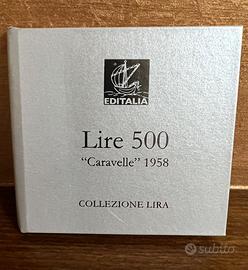 EDITALIA
Lire 500
"Caravelle" 1958
COLLEZIONE LIRA
subito